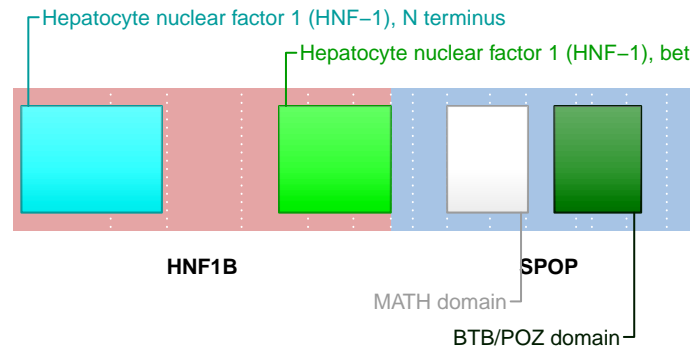 Hepatocyte nuclear factor 1 (HNF−1), N terminus
Hepatocyte nuclear factor 1 (HNF−1), bet
HNF1B
SPOP
MATH domain
BTB/POZ domain